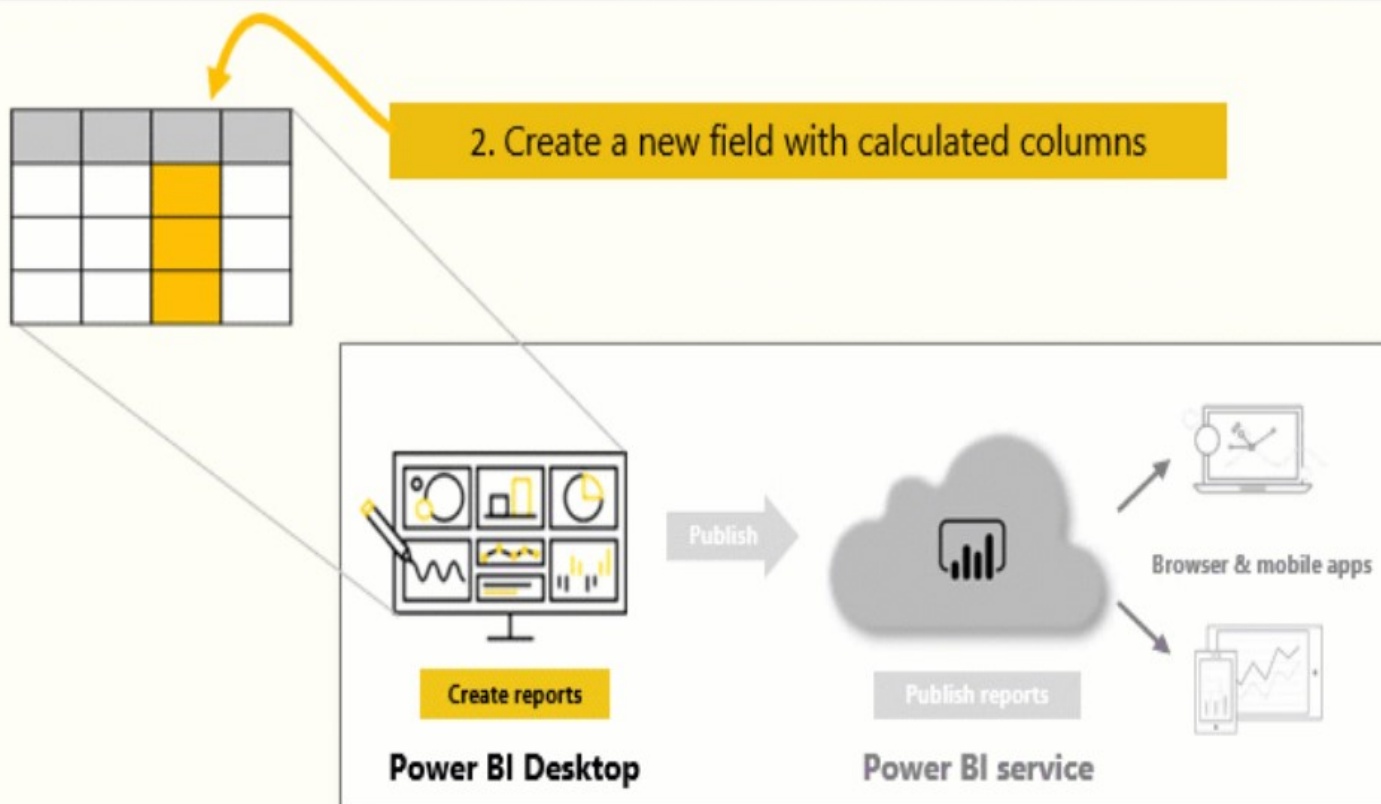 2. Create a new field with calculated columns
Publish
Browser & mobile apps
Create reports
Publish reports
Power BI Desktop
Power BI service